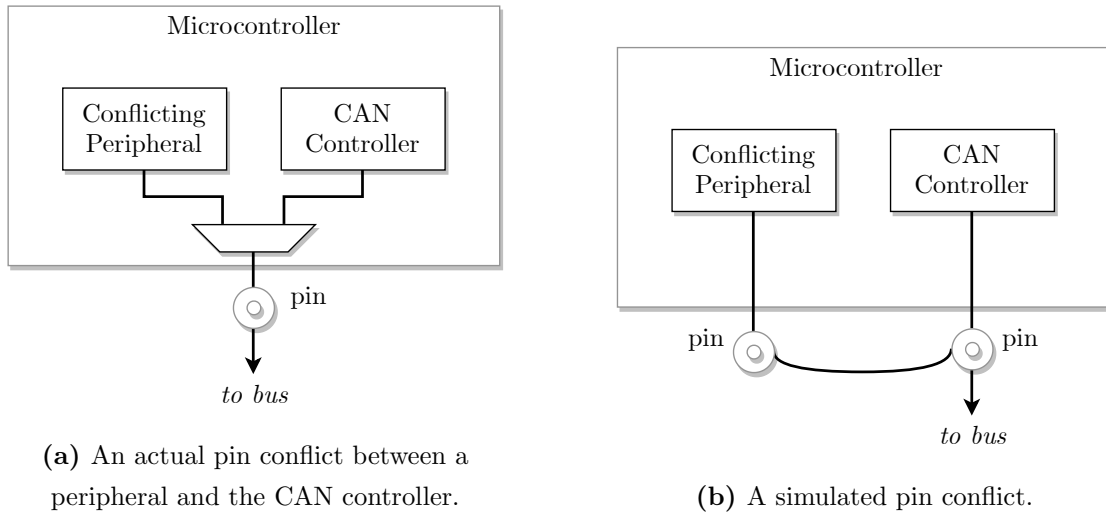 Microcontroller
Conflicting
Peripheral
CAN
Controller
pin
to bus
(a) An actual pin conflict between a
peripheral and the CAN controller.
Microcontroller
Conflicting
Peripheral
CAN
Controller
pin
pin
to bus
(b) A simulated pin conflict.